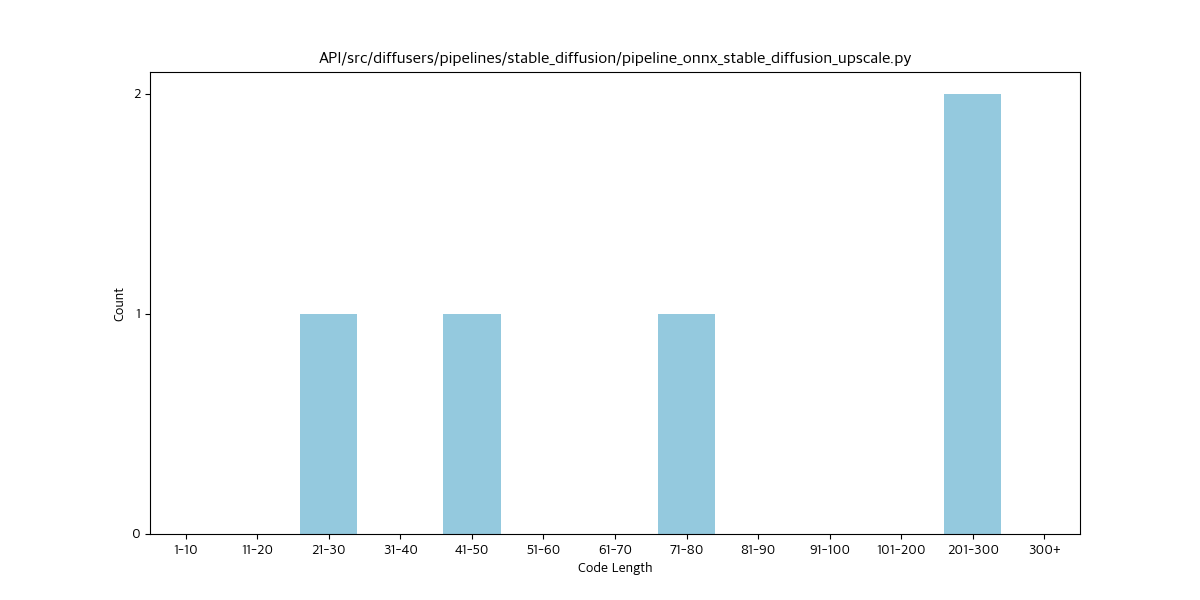 API/src/diffusers/pipelines/stable_diffusion/pipeline_onnx_stable_diffusion_upscale.py
2
1
0
Count
1-10 11-20 21-30 31-40 41-50 51-60 61-70 71-80 81-90 91-100 101-200 201-300 300+
Code Length